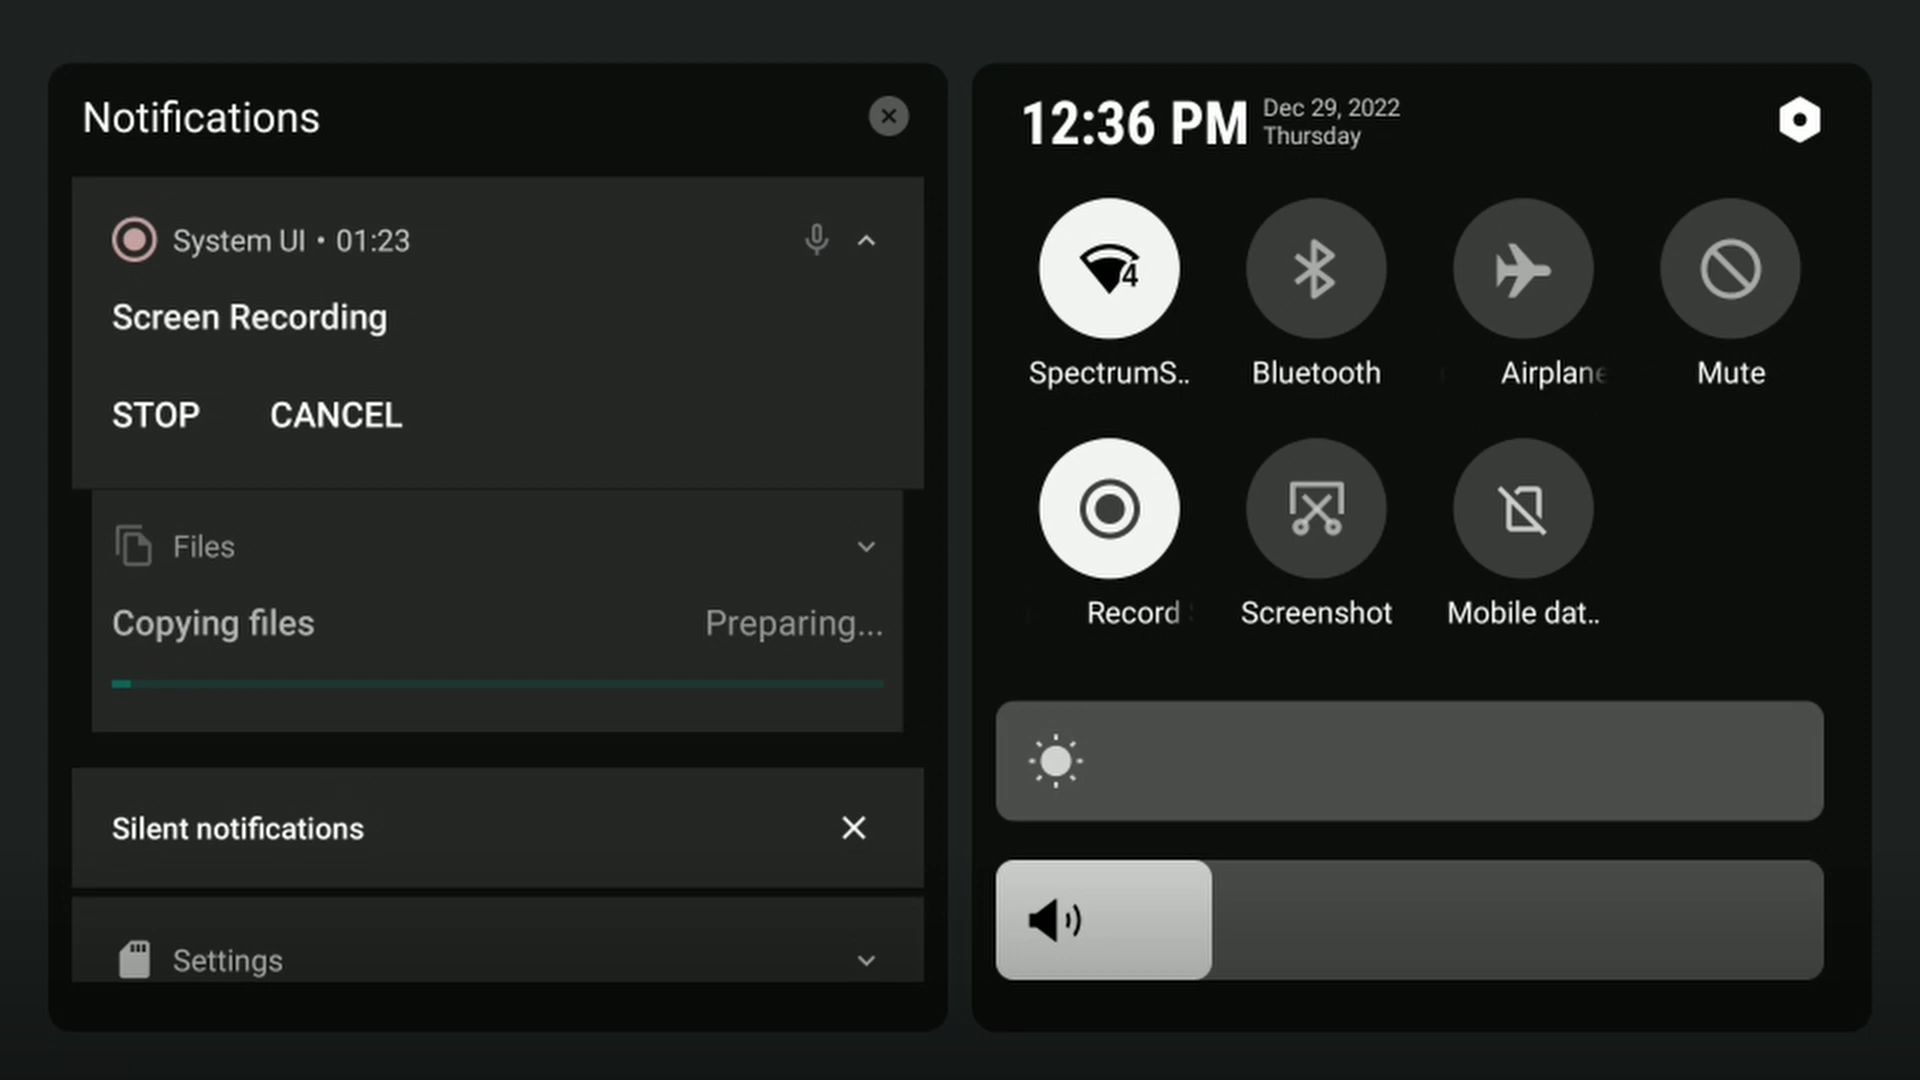 Notifications
System UI • 01:23
Screen Recording
STOP CANCEL
Files
Copying files Preparing...
Silent notifications
Settings
12:36 PM
Dec 29, 2022
Thursday
4
SpectrumS.. Bluetooth Airplane Mute
Record Screenshot Mobile dat..